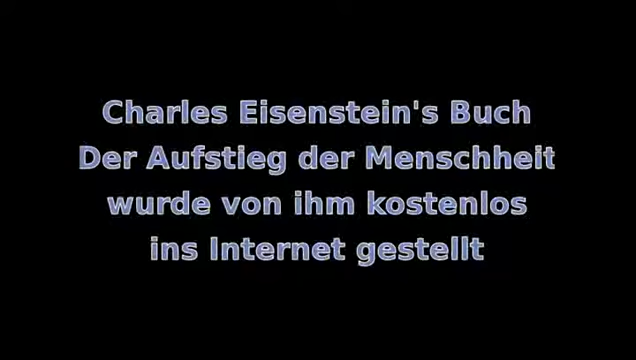 Charles Eisenstein's Buch
Der Aufstieg der Menschheit
wurde von ihm kostenlos
ins Internet gestellt